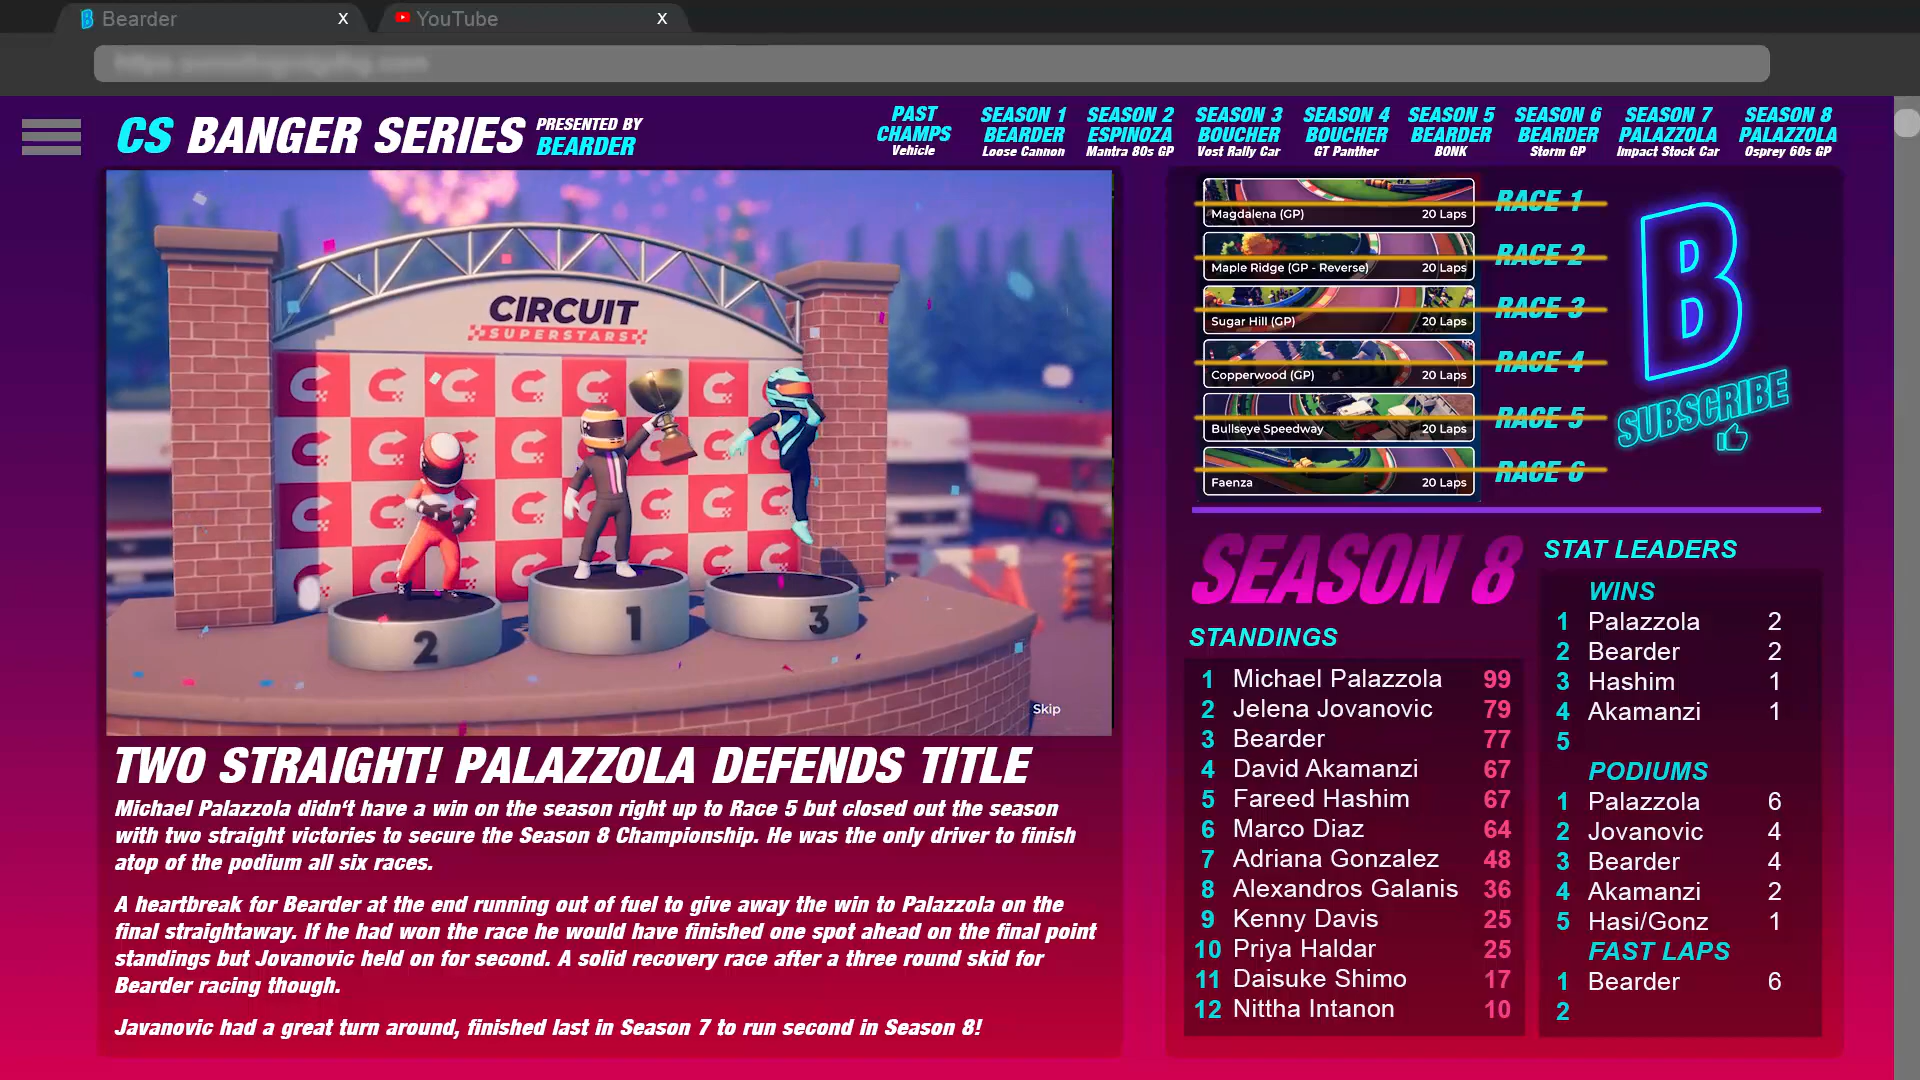 Bearder
X
YouTube
X
CS BANGER SERIES
PRESENTED BY
BEARDER
PAST
CHAMPS
Vehicle
SEASON 1
BEARDER
Loose Cannon
SEASON 2
ESPINOZA
Mantra 80s GP
SEASON 3
BOUCHER
Vost Rally Car
SEASON 4
BOUCHER
GT Panther
SEASON 5
BEARDER
BONK
SEASON 6
BEARDER
Storm GP
SEASON 7
PALAZZOLA
Impact Stock Car
SEASON 8
PALAZZOLA
Osprey 60s GP
CIRCUIT
SUPERSTARS
2
1
3
Skip
TWO STRAIGHT! PALAZZOLA DEFENDS TITLE
Michael Palazzola didn't have a win on the season right up to Race 5 but closed out the season
with two straight victories to secure the Season 8 Championship. He was the only driver to finish
atop of the podium all six races.
A heartbreak for Bearder at the end running out of fuel to give away the win to Palazzola on the
final straightaway. If he had won the race he would have finished one spot ahead on the final point
standings but Jovanovic held on for second. A solid recovery race after a three round skid for
Bearder racing though.
Javanovic had a great turn around, finished last in Season 7 to run second in Season 8!
Magdalena (GP) 20 Laps RACE 1
Maple Ridge (GP - Reverse) 20 Laps RACE 2
Sugar Hill (GP) 20 Laps RACE 3
Copperwood (GP) 20 Laps RACE 4
Bullseye Speedway 20 Laps RACE 5
Faenza 20 Laps RACE 6
B
SUBSCRIBE
SEASON 8
STANDINGS
1 Michael Palazzola 99
2 Jelena Jovanovic 79
3 Bearder 77
4 David Akamanzi 67
5 Fareed Hashim 67
6 Marco Diaz 64
7 Adriana Gonzalez 48
8 Alexandros Galanis 36
9 Kenny Davis 25
10 Priya Haldar 25
11 Daisuke Shimo 17
12 Nittha Intanon 10
STAT LEADERS
WINS
1 Palazzola 2
2 Bearder 2
3 Hashim 1
4 Akamanzi 1
5
PODIUMS
1 Palazzola 6
2 Jovanovic 4
3 Bearder 4
4 Akamanzi 2
5 Hasi/Gonz 1
FAST LAPS
1 Bearder 6
2